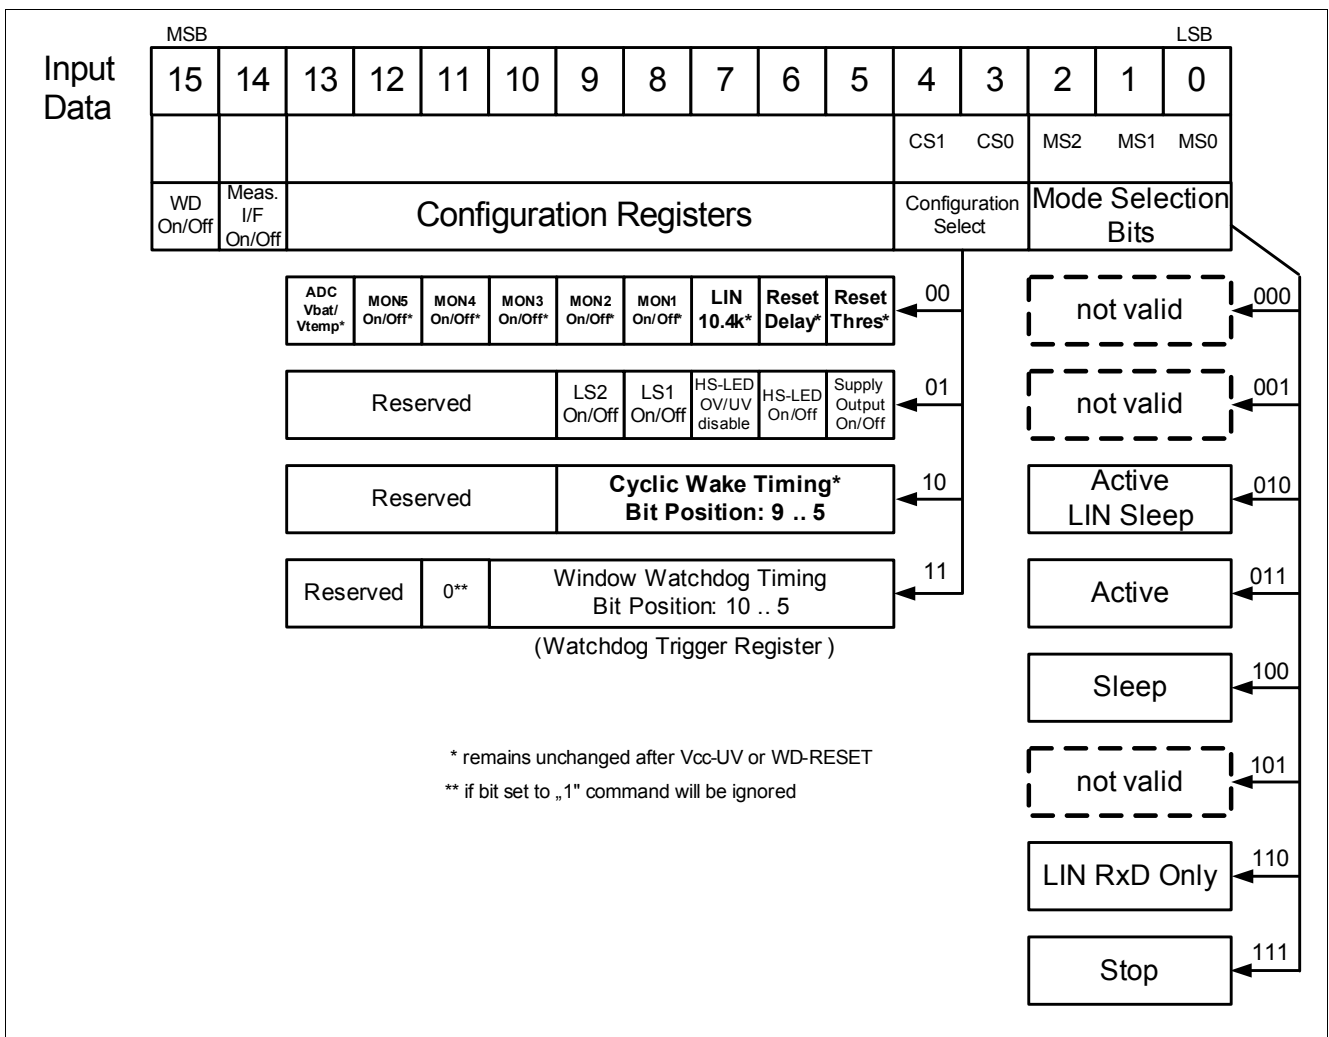 MSB LSB
Input Data 15 14 13 12 11 10 9 8 7 6 5 4 3 2 1 0
CS1 CS0 MS2 MS1 MS0
WD On/Off
Meas. I/F On/Off
Configuration Registers
Configuration Select
Mode Selection Bits
ADC Vbat/ Vtemp*
MON5 On/Off*
MON4 On/Off*
MON3 On/Off*
MON2 On/Off*
MON1 On/Off*
LIN 10.4k*
Reset Delay*
Reset Thres*
00
not valid
000
Reserved
LS2 On/Off
LS1 On/Off
HS-LED OV/UV disable
HS-LED On/Off
Supply Output On/Off
01
not valid
001
Reserved
Cyclic Wake Timing*
Bit Position: 9 .. 5
10
Active
LIN Sleep
010
Reserved
0**
Window Watchdog Timing
Bit Position: 10 .. 5
11
Active
011
(Watchdog Trigger Register )
Sleep
100
* remains unchanged after Vcc-UV or WD-RESET
** if bit set to „1" command will be ignored
not valid
101
LIN RxD Only
110
Stop
111